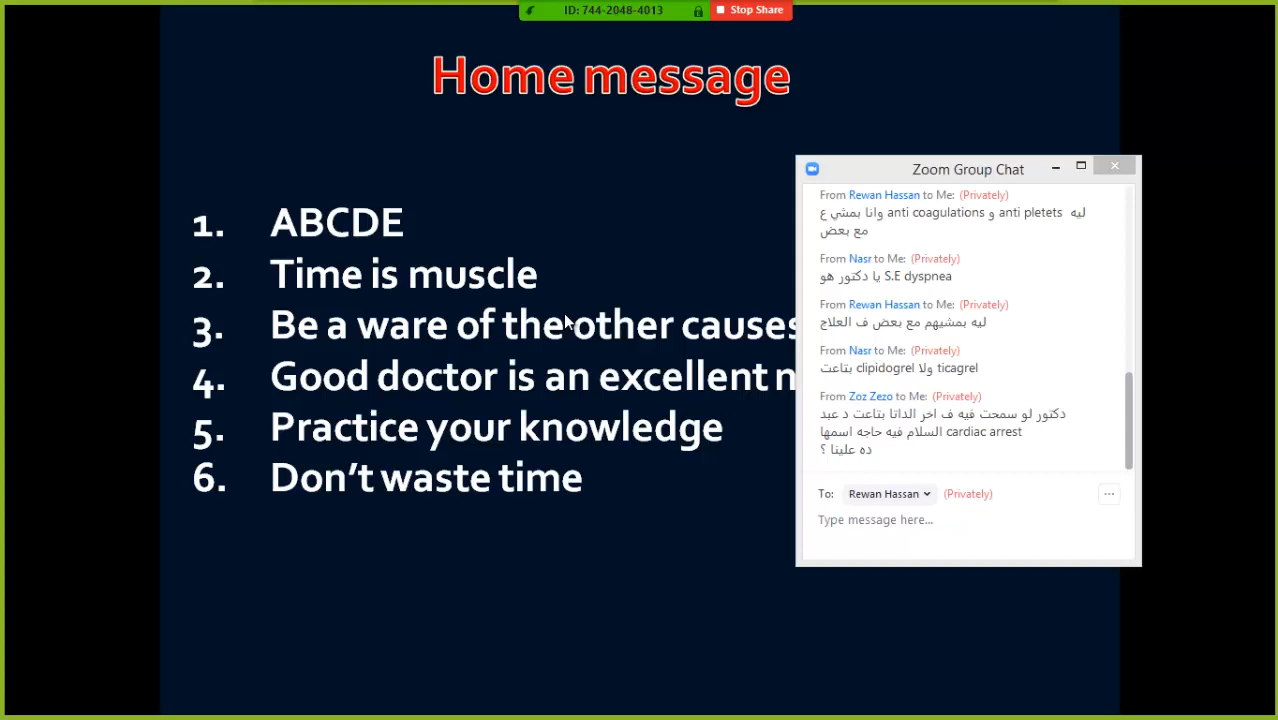 ID: 744-2048-4013
Stop Share
Home message
1. ABCDE
2. Time is muscle
3. Be a ware of the other causes
4. Good doctor is an excellent
5. Practice your knowledge
6. Don't waste time
Zoom Group Chat
From Rewan Hassan to Me: (Privately)
ليه anti pletets و anti coagulations وانا بمشي ع
مع بعض
From Nasr to Me: (Privately)
يا دكتور هو S.E dyspnea
From Rewan Hassan to Me: (Privately)
ليه بمشيهم مع بعض ف العلاج
From Nasr to Me: (Privately)
بتاعت clipidogrel ولا ticagrel
From Zoz Zezo to Me: (Privately)
دكتور لو سمحت فيه ف اخر الداتا بتاعت د عبد
السلام فيه حاجه اسمها cardiac arrest
ده علينا ؟
To: Rewan Hassan (Privately)
...
Type message here...